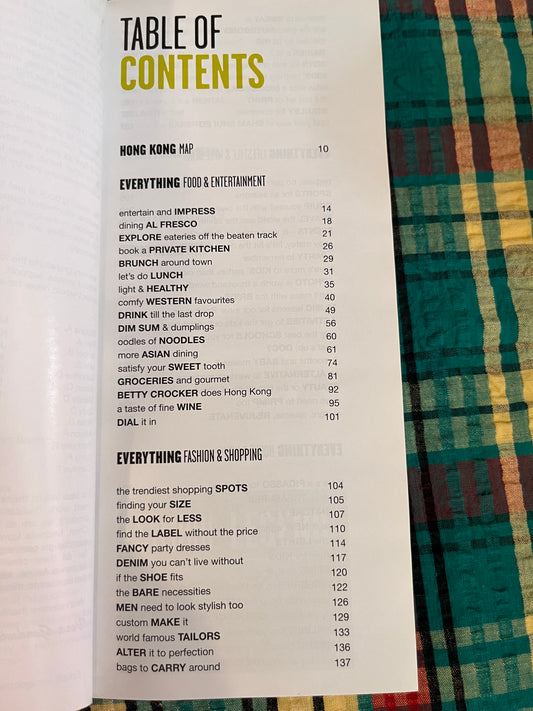 TABLE OF
CONTENTS
HONG KONG MAP 10
EVERYTHING FOOD & ENTERTAINMENT
entertain and IMPRESS 14
dining AL FRESCO 18
EXPLORE eateries off the beaten track 21
book a PRIVATE KITCHEN 26
BRUNCH around town 29
let's do LUNCH 31
light & HEALTHY 35
comfy WESTERN favourites 40
DRINK till the last drop 49
DIM SUM & dumplings 56
oodles of NOODLES 60
more ASIAN dining 61
satisfy your SWEET tooth 74
GROCERIES and gourmet 81
BETTY CROCKER does Hong Kong 92
a taste of fine WINE 95
DIAL it in 101
EVERYTHING FASHION & SHOPPING
the trendiest shopping SPOTS 104
finding your SIZE 105
the LOOK for LESS 107
find the LABEL without the price 110
FANCY party dresses 114
DENIM you can't live without 117
if the SHOE fits 120
the BARE necessities 122
MEN need to look stylish too 126
custom MAKE it 129
world famous TAILORS 133
ALTER it to perfection 136
bags to CARRY around 137